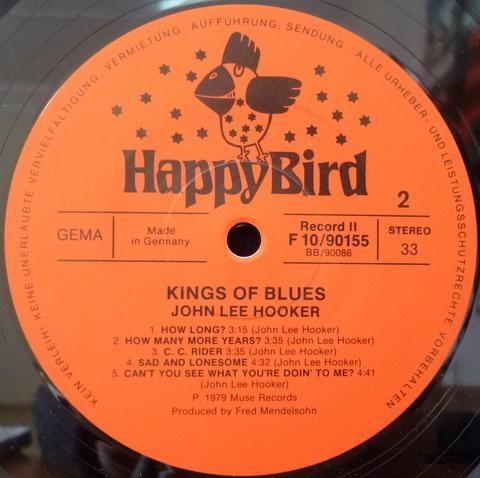 KEIN VERLEIH! KEINE UNERLAUBTE VERVIELFÄLTIGUNG, VERMIETUNG, AUFFÜHRUNG, SENDUNG. ALLE URHEBER- UND LEISTUNGSSCHUTZRECHTE VORBEHALTEN
HappyBird
2
GEMA
Made
in Germany
Record II
F 10/90155
BB/90086
STEREO
33
KINGS OF BLUES
JOHN LEE HOOKER
1. HOW LONG? 3:15 (John Lee Hooker)
2. HOW MANY MORE YEARS? 3:35 (John Lee Hooker)
3. C. C. RIDER 3:35 (John Lee Hooker)
4. SAD AND LONESOME 4:32 (John Lee Hooker)
5. CAN'T YOU SEE WHAT YOU'RE DOIN' TO ME? 4:41
(John Lee Hooker)
P. 1979 Muse Records
Produced by Fred Mendelsohn